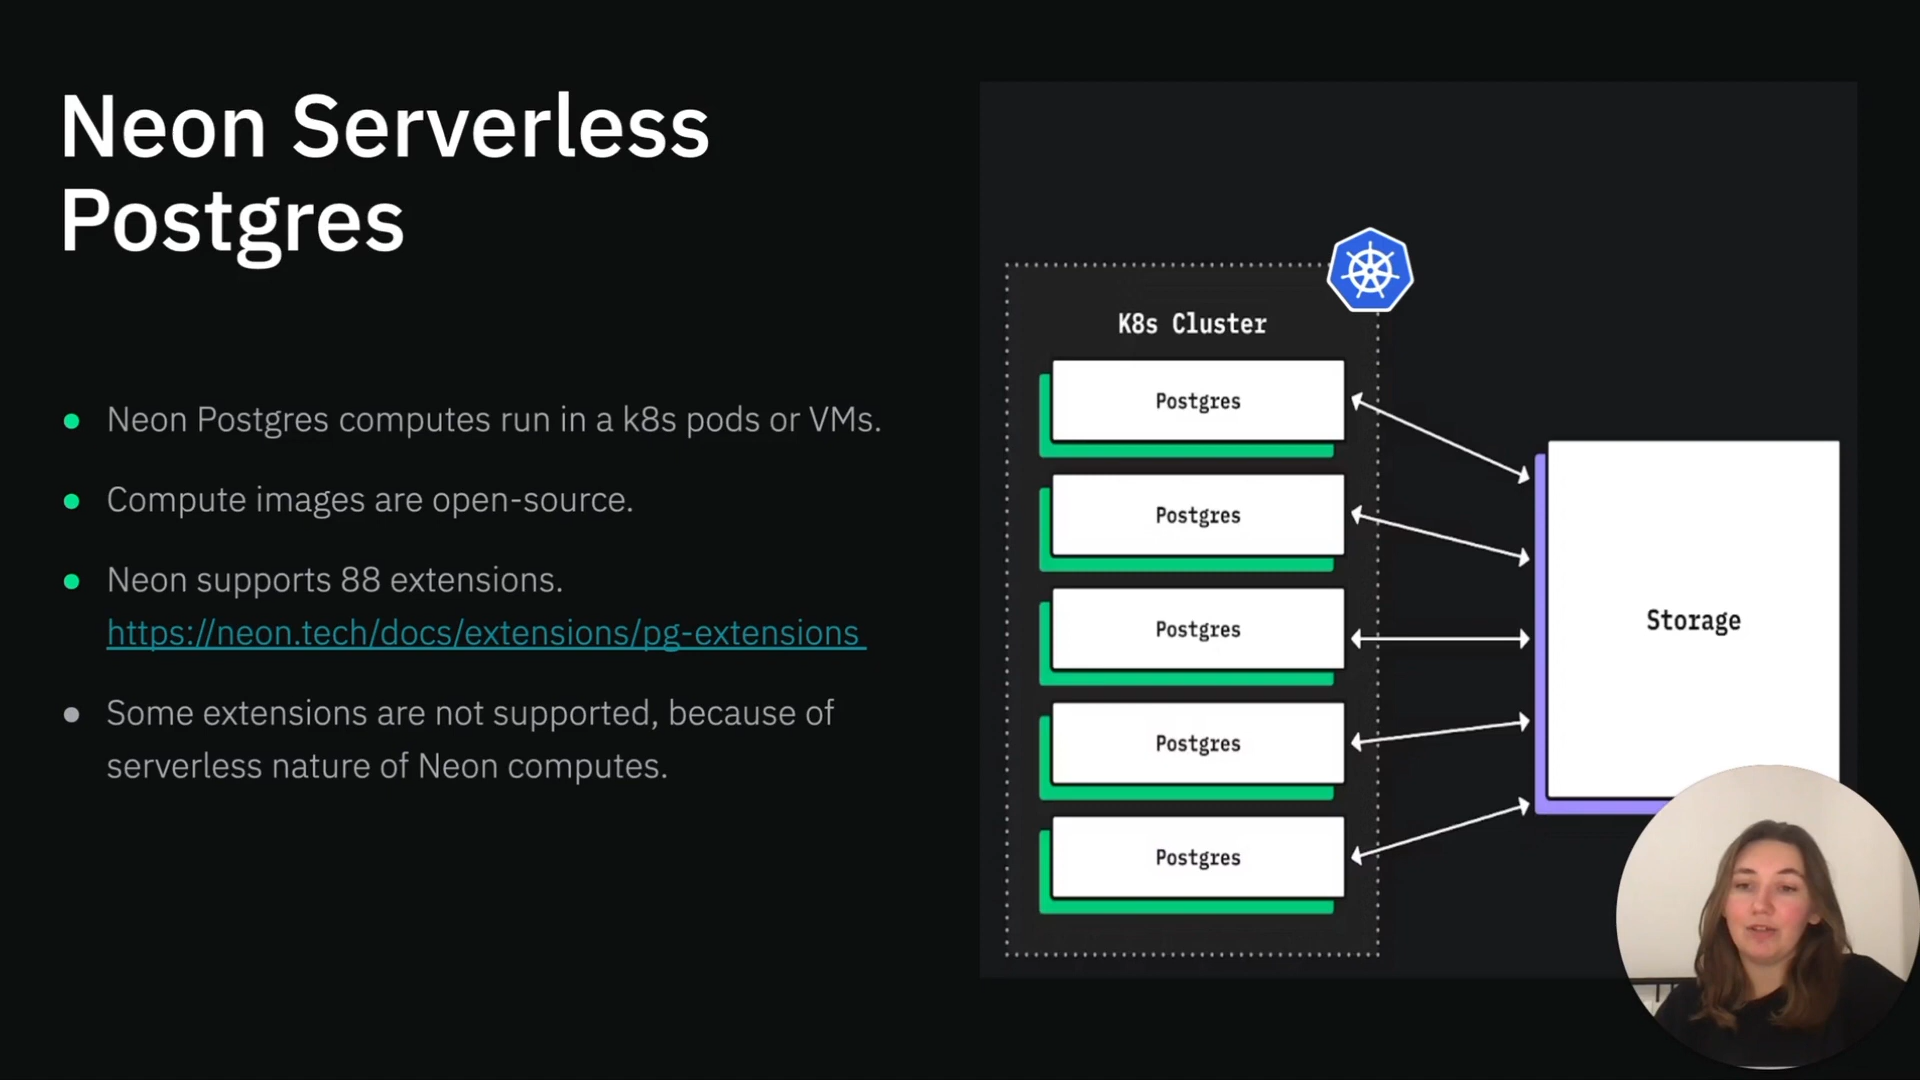 Neon Serverless
Postgres
Neon Postgres computes run in a k8s pods or VMs.
Compute images are open-source.
Neon supports 88 extensions.
https://neon.tech/docs/extensions/pg-extensions
Some extensions are not supported, because of
serverless nature of Neon computes.
K8s Cluster
Postgres
Postgres
Postgres
Postgres
Postgres
Storage